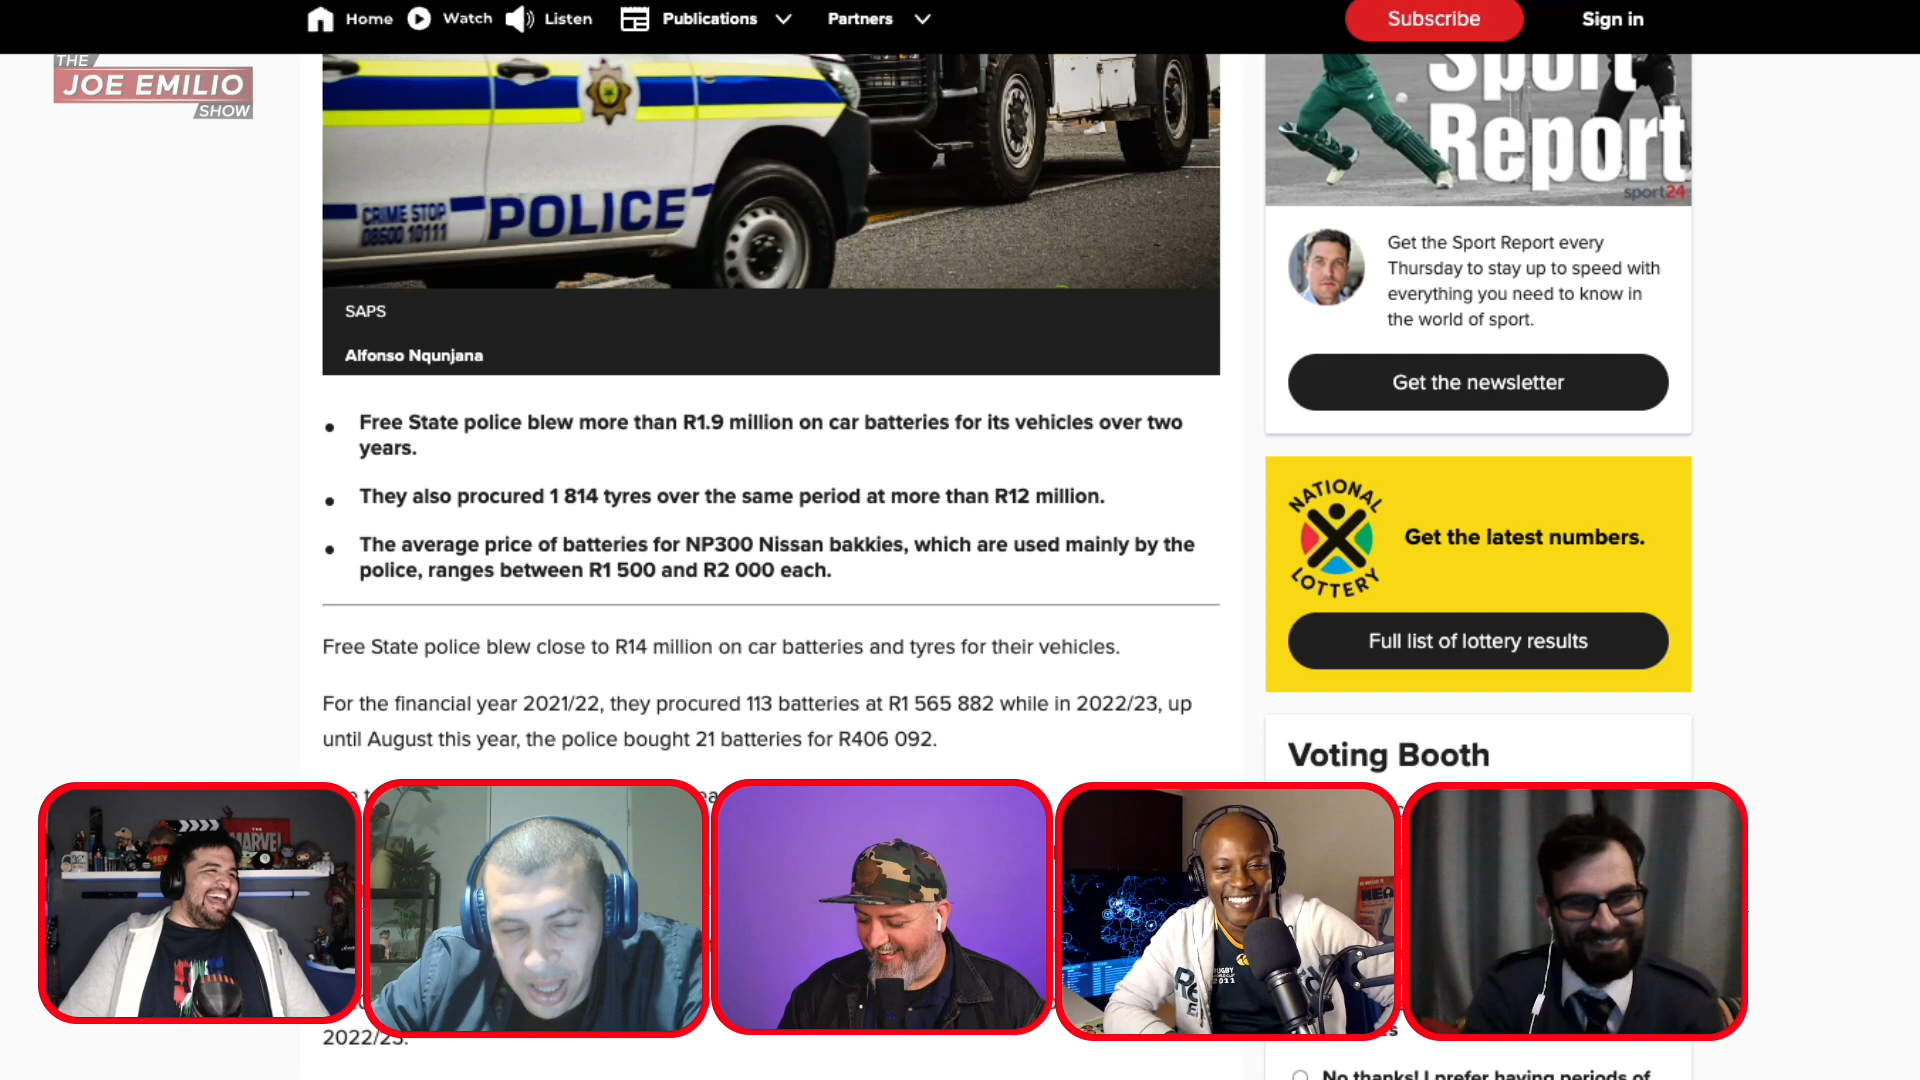 Home Watch Listen Publications Partners Subscribe Sign in
THE
JOE EMILIO
SHOW
CRIME STOP
08600 10111
POLICE
SAPS
Alfonso Nqunjana
Free State police blew more than R1.9 million on car batteries for its vehicles over two
years.
They also procured 1 814 tyres over the same period at more than R12 million.
The average price of batteries for NP300 Nissan bakkies, which are used mainly by the
police, ranges between R1 500 and R2 000 each.
Free State police blew close to R14 million on car batteries and tyres for their vehicles.
For the financial year 2021/22, they procured 113 batteries at R1 565 882 while in 2022/23, up
until August this year, the police bought 21 batteries for R406 092.
2022/23.
Sport
Report
sport24
Get the Sport Report every
Thursday to stay up to speed with
everything you need to know in
the world of sport.
Get the newsletter
NATIONAL
LOTTERY
Get the latest numbers.
Full list of lottery results
Voting Booth
No thanks! I prefer having periods of
THE
MARVEL
RUGBY
2011